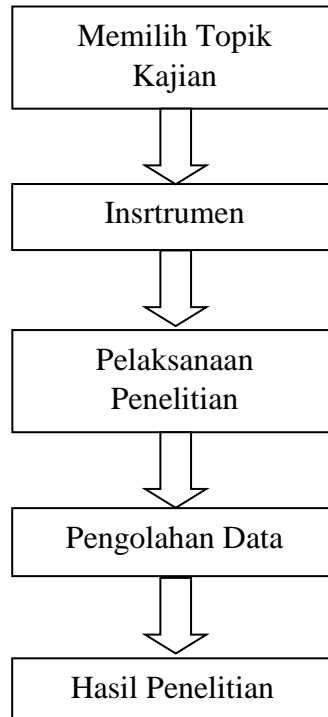 Memilih Topik
Kajian
Insrtrumen
Pelaksanaan
Penelitian
Pengolahan Data
Hasil Penelitian